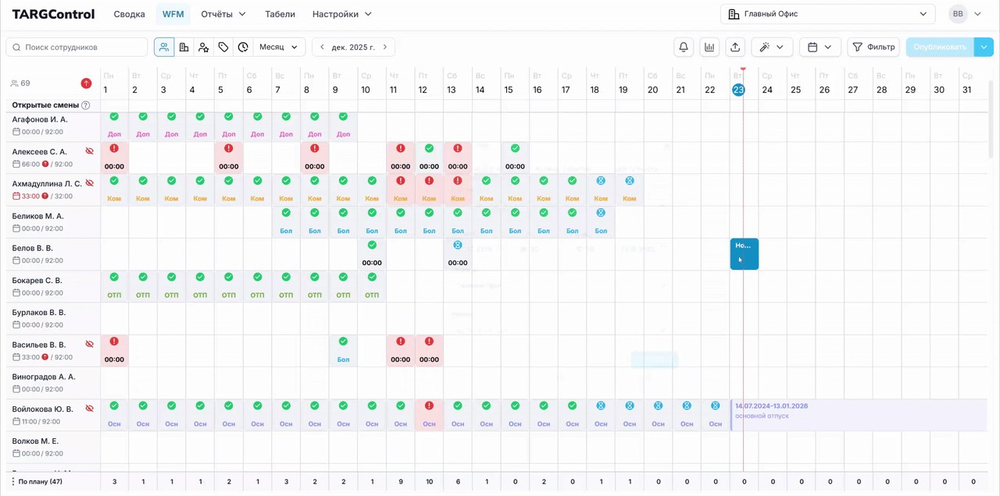 TARGControl Сводка WFM Отчёты Табели Настройки Главный Офис ВВ
Поиск сотрудников Месяц дек. 2025 г. Фильтр Опубликовать
69
Пн Вт Ср Чт Пт Сб Вс Пн Вт Ср Чт Пт Сб Вс Пн Вт Ср Чт Пт Сб Вс Пн Вт Ср Чт Пт Сб Вс Пн Вт Ср
1 2 3 4 5 6 7 8 9 10 11 12 13 14 15 16 17 18 19 20 21 22 23 24 25 26 27 28 29 30 31
Открытые смены ?
Агафонов И. А.
00:00 / 92:00
Доп Доп Доп Доп Доп Доп Доп Доп Доп
Алексеев С. А.
66:00 / 92:00
00:00 00:00 00:00 00:00 00:00 00:00 00:00
Ахмадуллина Л. С.
33:00 / 32:00
Ком Ком Ком Ком Ком Ком Ком Ком Ком Ком Ком Ком Ком Ком Ком Ком Ком Ком Ком
Беликов М. А.
00:00 / 92:00
Бол Бол Бол Бол Бол Бол Бол Бол Бол Бол Бол Бол
Белов В. В.
00:00 / 92:00
00:00 00:00
Но...
Бокарев С. В.
00:00 / 92:00
ОТП ОТП ОТП ОТП ОТП ОТП ОТП ОТП ОТП ОТП
Бурлаков В. В.
00:00 / 92:00
Васильев В. В.
33:00 / 92:00
00:00 Бол 00:00 00:00
Виноградов А. А.
00:00 / 92:00
Войлокова Ю. В.
11:00 / 92:00
Осн Осн Осн Осн Осн Осн Осн Осн Осн Осн Осн Осн Осн Осн Осн Осн Осн Осн Осн Осн Осн Осн
14.07.2024-13.01.2026
основной отпуск
Волков М. Е.
00:00 / 92:00
По плану (47) 3 1 1 1 2 1 3 2 2 1 9 10 6 1 0 2 0 1 1 0 0 0 0 0 0 0 0 0 0 0 0